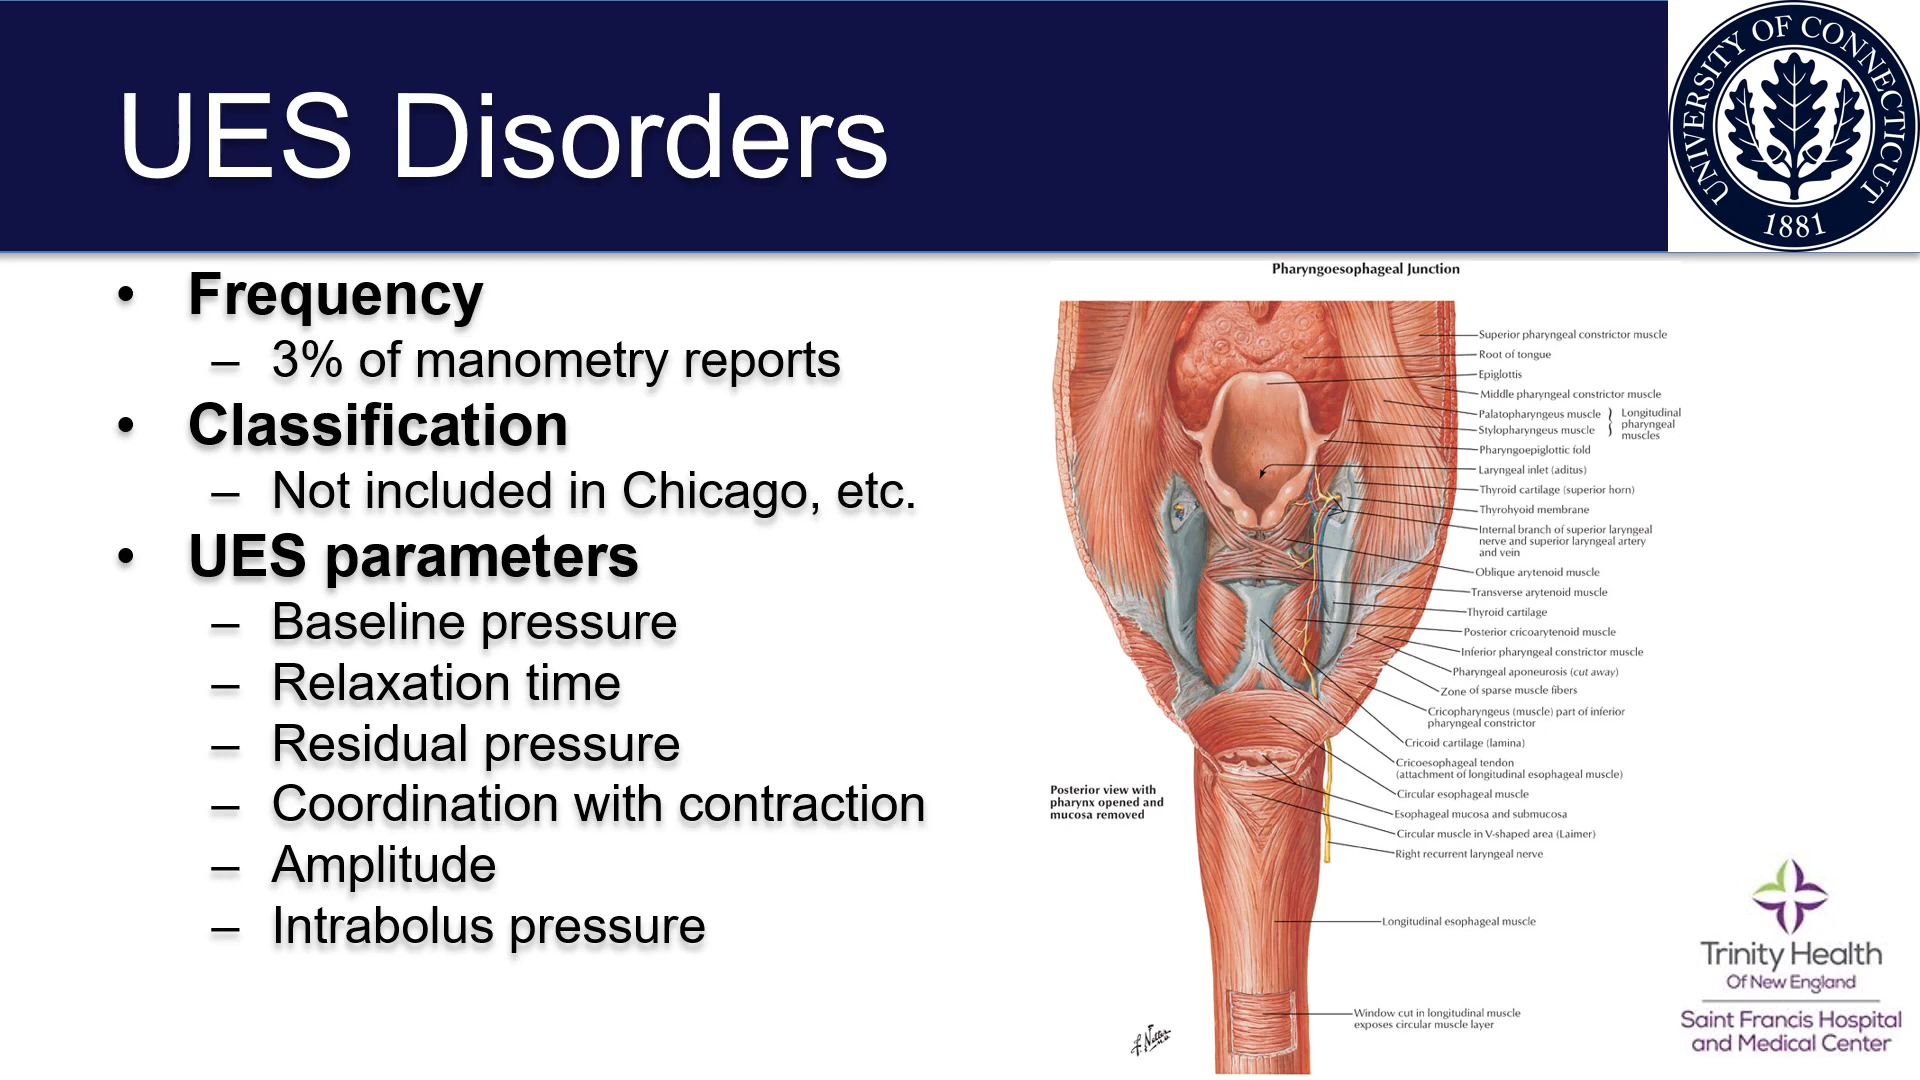 UES Disorders
UNIVERSITY OF CONNECTICUT
1881
• Frequency
– 3% of manometry reports
• Classification
– Not included in Chicago, etc.
• UES parameters
– Baseline pressure
– Relaxation time
– Residual pressure
– Coordination with contraction
– Amplitude
– Intrabolus pressure
Pharyngoesophageal Junction
Superior pharyngeal constrictor muscle
Root of tongue
Epiglottis
Middle pharyngeal constrictor muscle
Palatopharyngeus muscle
Stylopharyngeus muscle
Longitudinal
pharyngeal
muscles
Pharyngoepiglottic fold
Laryngeal inlet (aditus)
Thyroid cartilage (superior horn)
Thyrohyoid membrane
Internal branch of superior laryngeal
nerve and superior laryngeal artery
and vein
Oblique arytenoid muscle
Transverse arytenoid muscle
Thyroid cartilage
Posterior cricoarytenoid muscle
Inferior pharyngeal constrictor muscle
Pharyngeal aponeurosis (cut away)
Zone of sparse muscle fibers
Cricopharyngeus (muscle) part of inferior
pharyngeal constrictor
Cricoid cartilage (lamina)
Cricoesophageal tendon
(attachment of longitudinal esophageal muscle)
Circular esophageal muscle
Esophageal mucosa and submucosa
Circular muscle in V-shaped area (Laimer)
Right recurrent laryngeal nerve
Longitudinal esophageal muscle
Window cut in longitudinal muscle
exposes circular muscle layer
Posterior view with
pharynx opened and
mucosa removed
F. Netter
Trinity Health
Of New England
Saint Francis Hospital
and Medical Center